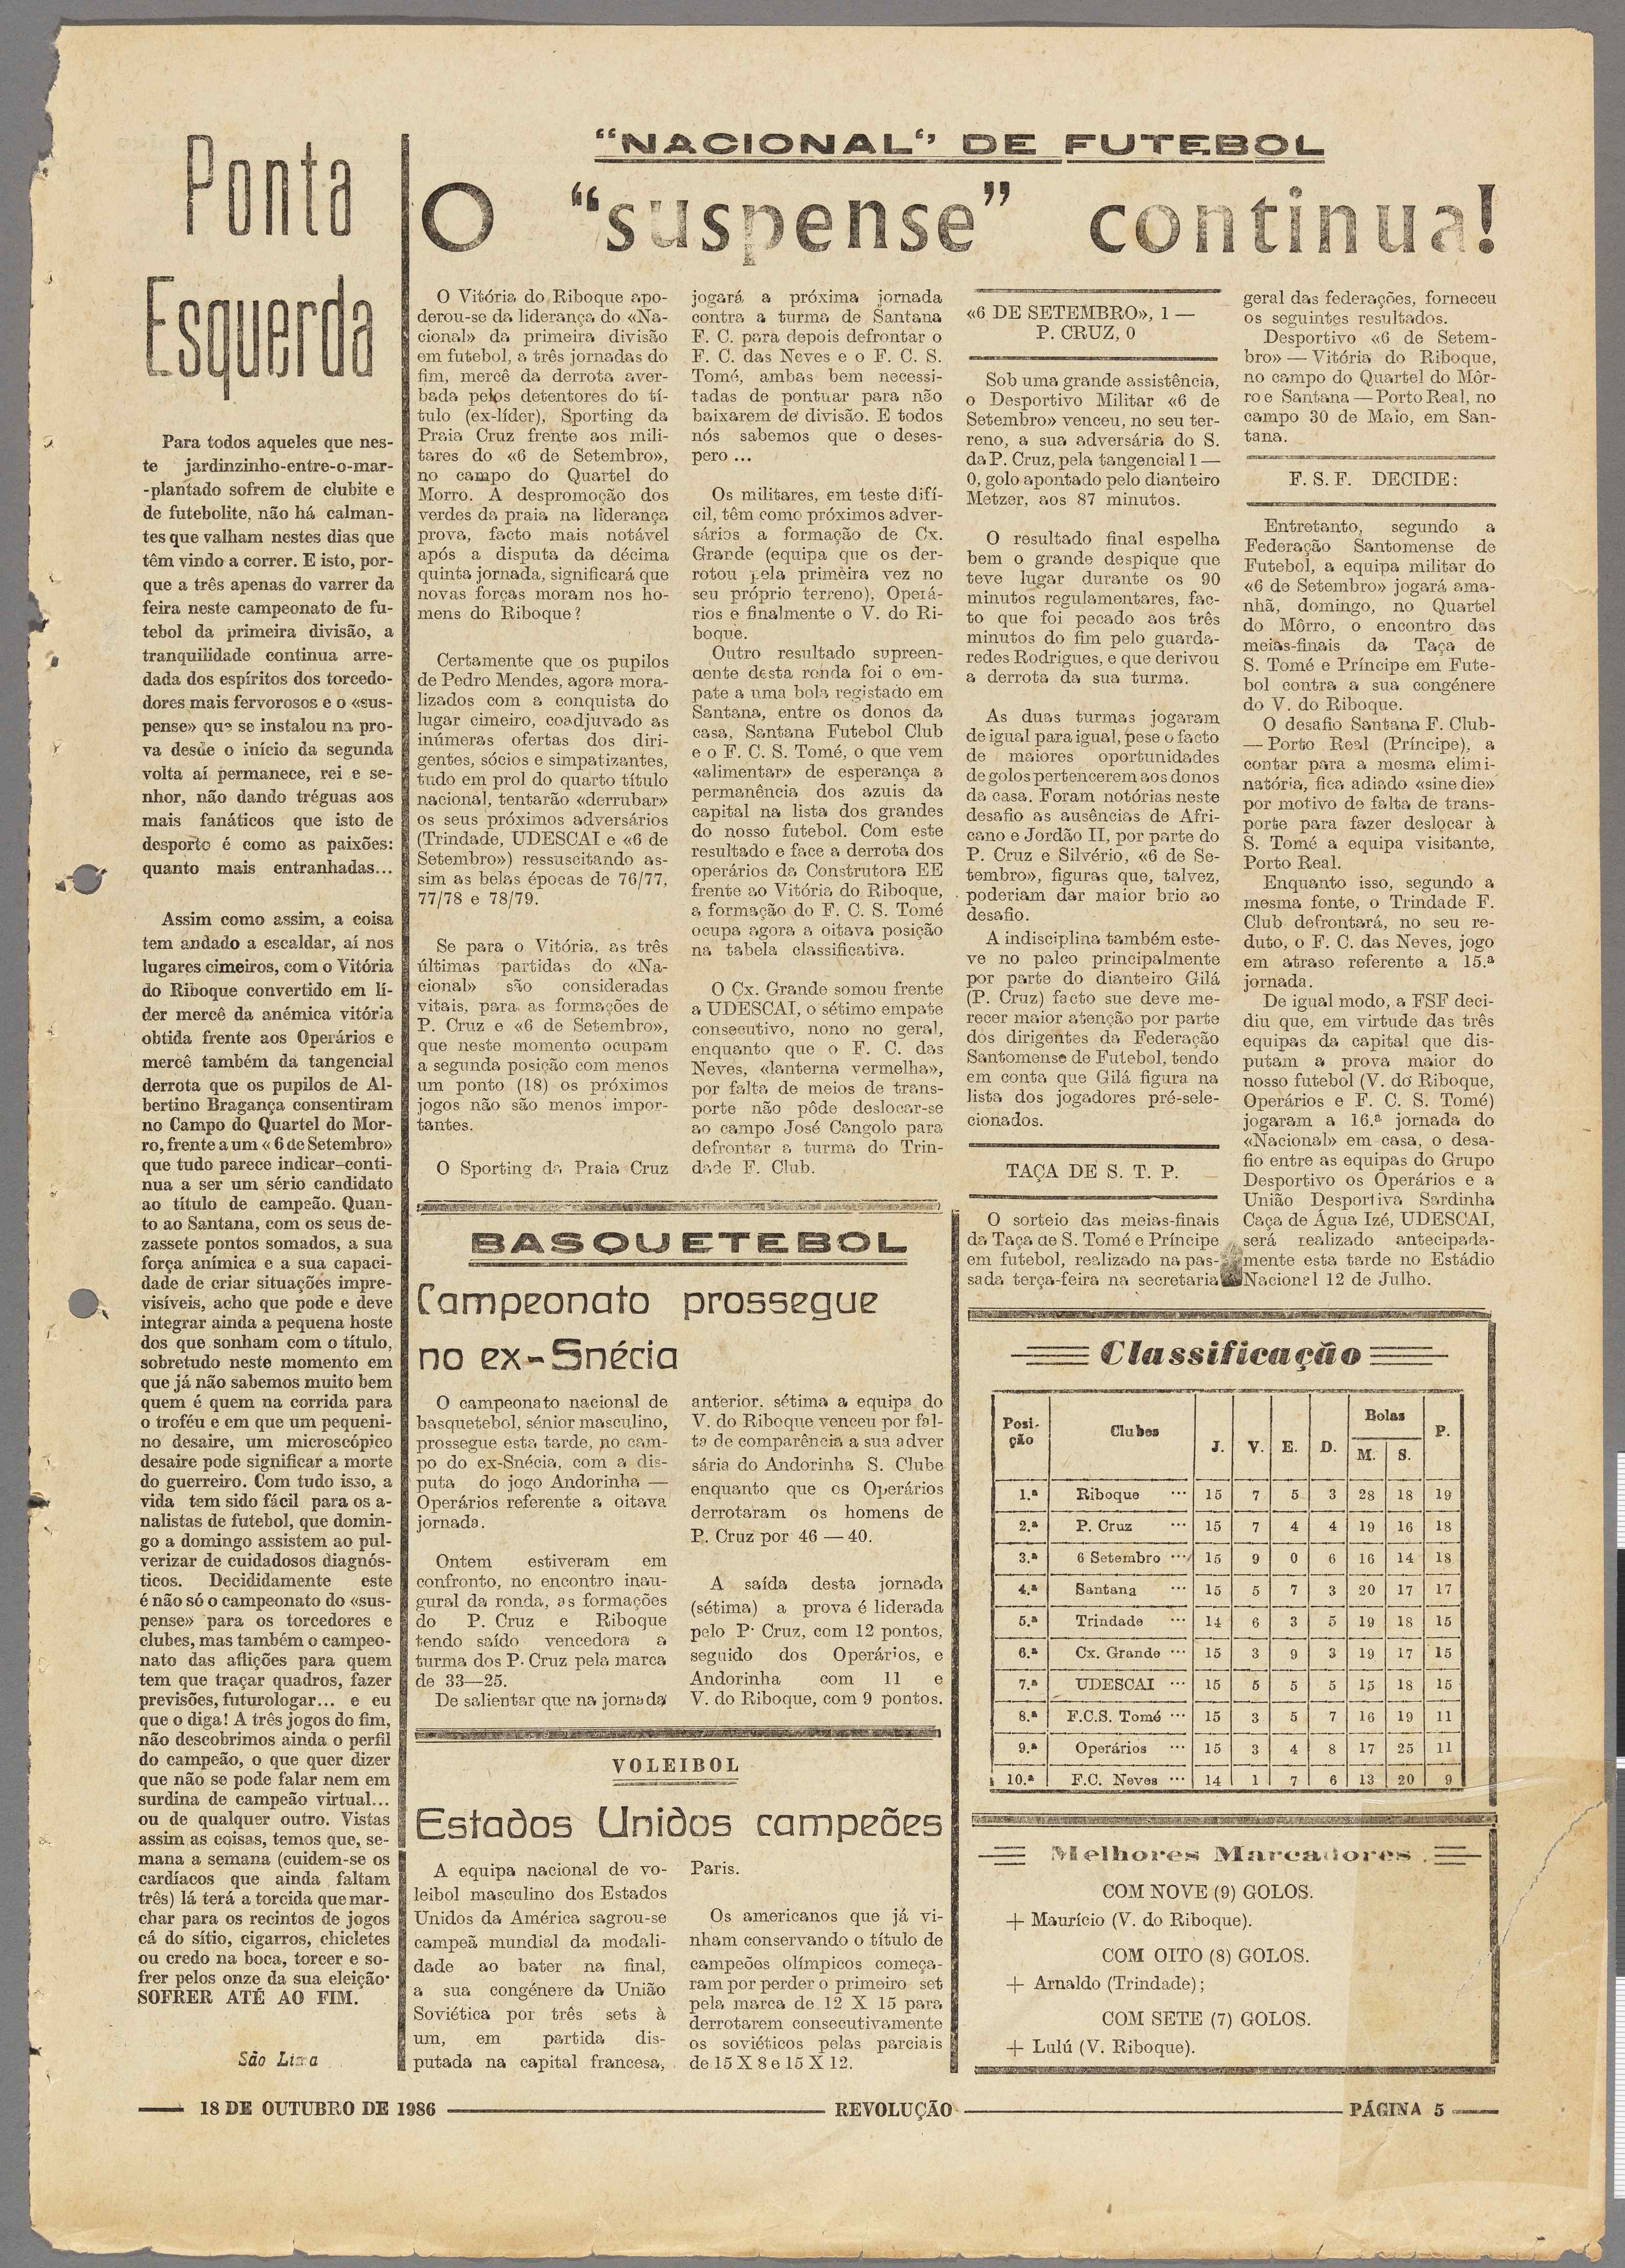 Ponta
Esquerda
Para todos aqueles que nes-
te jardinzinho-entre-o-mar-
-plantado sofrem de clubite e
de futebolite, não há calman-
tes que valham nestes dias que
têm vindo a correr. E isto, por-
que a três apenas do varrer da
feira neste campeonato de fu-
tebol da primeira divisão, a
tranquilidade continua arre-
dada dos espíritos dos torcedo-
dores mais fervorosos e o «sus-
pense» que se instalou na pro-
va desde o início da segunda
volta aí permanece, rei e se-
nhor, não dando tréguas aos
mais fanáticos que isto de
desporto é como as paixões:
quanto mais entranhadas...
Assim como assim, a coisa
tem andado a escaldar, aí nos
lugares cimeiros, com o Vitória
do Riboque convertido em lí-
der mercê da anémica vitória
obtida frente aos Operários e
mercê também da tangencial
derrota que os pupilos de Al-
bertino Bragança consentiram
no Campo do Quartel do Mor-
ro, frente a um «6 de Setembro»
que tudo parece indicar—conti-
nua a ser um sério candidato
ao título de campeão. Quan-
to ao Santana, com os seus de-
zassete pontos somados, a sua
força anímica e a sua capaci-
dade de criar situações impre-
visíveis, acho que pode e deve
integrar ainda a pequena hoste
dos que sonham com o título,
sobretudo neste momento em
que já não sabemos muito bem
quem é quem na corrida para
o troféu e em que um pequeni-
no desaire, um microscópico
desaire pode significar a morte
do guerreiro. Com tudo isso, a
vida tem sido fácil para os a-
nalistas de futebol, que domin-
go a domingo assistem ao pul-
verizar de cuidadosos diagnós-
ticos. Decididamente este
é não só o campeonato do «sus-
pense» para os torcedores e
clubes, mas também o campeo-
nato das aflições para quem
tem que traçar quadros, fazer
previsões, futurologar... e eu
que o diga! A três jogos do fim,
não descobrimos ainda o perfil
do campeão, o que quer dizer
que não se pode falar nem em
surdina de campeão virtual...
ou de qualquer outro. Vistas
assim as coisas, temos que, se-
mana a semana (cuidem-se os
cardíacos que ainda faltam
três) lá terá a torcida que mar-
char para os recintos de jogos
cá do sítio, cigarros, chicletes
ou credo na boca, torcer e so-
frer pelos onze da sua eleição·
SOFRER ATÉ AO FIM.
São Lima
"NACIONAL" DE FUTEBOL
O "suspense" continua!
O Vitória do Riboque apo-
derou-se da liderança do «Na-
cional» da primeira divisão
em futebol, a três jornadas do
fim, mercê da derrota aver-
bada pelos detentores do tí-
tulo (ex-líder), Sporting da
Praia Cruz frente aos mili-
tares do «6 de Setembro»,
no campo do Quartel do
Morro. A despromoção dos
verdes da praia na liderança
prova, facto mais notável
após a disputa da décima
quinta jornada, significará que
novas forças moram nos ho-
mens do Riboque?
Certamente que os pupilos
de Pedro Mendes, agora mora-
lizados com a conquista do
lugar cimeiro, coadjuvado as
inúmeras ofertas dos diri-
gentes, sócios e simpatizantes,
tudo em prol do quarto título
nacional, tentarão «derrubar»
os seus próximos adversários
(Trindade, UDESCAI e «6 de
Setembro») ressuscitando as-
sim as belas épocas de 76/77,
77/78 e 78/79.
Se para o Vitória, as três
últimas partidas do «Na-
cional» são consideradas
vitais, para as formações de
P. Cruz e «6 de Setembro»,
que neste momento ocupam
a segunda posição com menos
um ponto (18) os próximos
jogos não são menos impor-
tantes.
O Sporting da Praia Cruz
jogará a próxima jornada
contra a turma de Santana
F. C. para depois defrontar o
F. C. das Neves e o F. C. S.
Tomé, ambas bem necessi-
tadas de pontuar para não
baixarem de divisão. E todos
nós sabemos que o deses-
pero ...
Os militares, em teste difí-
cil, têm como próximos adver-
sários a formação de Cx.
Grande (equipa que os der-
rotou pela primeira vez no
seu próprio terreno), Operá-
rios e finalmente o V. do Ri-
boque.
Outro resultado supreen-
dente desta ronda foi o em-
pate a uma bola registado em
Santana, entre os donos da
casa, Santana Futebol Club
e o F. C. S. Tomé, o que vem
«alimentar» de esperança a
permanência dos azuis da
capital na lista dos grandes
do nosso futebol. Com este
resultado e face a derrota dos
operários da Construtora EE
frente ao Vitória do Riboque,
a formação do F. C. S. Tomé
ocupa agora a oitava posição
na tabela classificativa.
O Cx. Grande somou frente
a UDESCAI, o sétimo empate
consecutivo, nono no geral,
enquanto que o F. C. das
Neves, «lanterna vermelha»,
por falta de meios de trans-
porte não pôde deslocar-se
ao campo José Cangolo para
defrontar a turma do Trin-
dade F. Club.
«6 DE SETEMBRO», 1 —
P. CRUZ, 0
Sob uma grande assistência,
o Desportivo Militar «6 de
Setembro» venceu, no seu ter-
reno, a sua adversária do S.
da P. Cruz, pela tangencial 1 —
0, golo apontado pelo dianteiro
Metzer, aos 87 minutos.
O resultado final espelha
bem o grande despique que
teve lugar durante os 90
minutos regulamentares, fac-
to que foi pecado aos três
minutos do fim pelo guarda-
redes Rodrigues, e que derivou
a derrota da sua turma.
As duas turmas jogaram
de igual para igual, pese o facto
de maiores oportunidades
de golos pertencerem aos donos
da casa. Foram notórias neste
desafio as ausências de Afri-
cano e Jordão II, por parte do
P. Cruz e Silvério, «6 de Se-
tembro», figuras que, talvez,
poderiam dar maior brio ao
desafio.
A indisciplina também este-
ve no palco principalmente
por parte do dianteiro Gilá
(P. Cruz) facto sue deve me-
recer maior atenção por parte
dos dirigentes da Federação
Santomense de Futebol, tendo
em conta que Gilá figura na
lista dos jogadores pré-sele-
cionados.
TAÇA DE S. T. P.
O sorteio das meias-finais
da Taça de S. Tomé e Príncipe
em futebol, realizado na pas-
sada terça-feira na secretaria
geral das federações, forneceu
os seguintes resultados.
Desportivo «6 de Setem-
bro» — Vitória do Riboque,
no campo do Quartel do Môr-
ro e Santana — Porto Real, no
campo 30 de Maio, em San-
tana.
F. S. F. DECIDE:
Entretanto, segundo a
Federação Santomense de
Futebol, a equipa militar do
«6 de Setembro» jogará ama-
nhã, domingo, no Quartel
do Môrro, o encontro das
meias-finais da Taça de
S. Tomé e Príncipe em Fute-
bol contra a sua congénere
do V. do Riboque.
O desafio Santana F. Club-
— Porto Real (Príncipe), a
contar para a mesma elimi-
natória, fica adiado «sine die»
por motivo de falta de trans-
porte para fazer deslocar à
S. Tomé a equipa visitante,
Porto Real.
Enquanto isso, segundo a
mesma fonte, o Trindade F.
Club defrontará, no seu re-
duto, o F. C. das Neves, jogo
em atraso referente a 15.ª
jornada.
De igual modo, a FSF deci-
diu que, em virtude das três
equipas da capital que dis-
putam a prova maior do
nosso futebol (V. do Riboque,
Operários e F. C. S. Tomé)
jogaram a 16.ª jornada do
«Nacional» em casa, o desa-
fio entre as equipas do Grupo
Desportivo os Operários e a
União Desportiva Sardinha
Caça de Água Izé, UDESCAI,
será realizado antecipada-
mente esta tarde no Estádio
Nacional 12 de Julho.
BASQUETEBOL
Campeonato prossegue
no ex-Snécia
O campeonato nacional de
basquetebol, sénior masculino,
prossegue esta tarde, no cam-
po do ex-Snécia, com a dis-
puta do jogo Andorinha —
Operários referente a oitava
jornada.
Ontem estiveram em
confronto, no encontro inau-
gural da ronda, as formações
do P. Cruz e Riboque
tendo saído vencedora a
turma dos P. Cruz pela marca
de 33—25.
De salientar que na jornada
anterior, sétima a equipa do
V. do Riboque venceu por fal-
ta de comparência a sua adver
sária do Andorinha S. Clube
enquanto que os Operários
derrotaram os homens de
P. Cruz por 46 — 40.
A saída desta jornada
(sétima) a prova é liderada
pelo P· Cruz, com 12 pontos,
seguido dos Operários, e
Andorinha com 11 e
V. do Riboque, com 9 pontos.
VOLEIBOL
Estados Unidos campeões
A equipa nacional de vo-
leibol masculino dos Estados
Unidos da América sagrou-se
campeã mundial da modali-
dade ao bater na final,
a sua congénere da União
Soviética por três sets à
um, em partida dis-
putada na capital francesa,
Paris.
Os americanos que já vi-
nham conservando o título de
campeões olímpicos começa-
ram por perder o primeiro set
pela marca de 12 X 15 para
derrotarem consecutivamente
os soviéticos pelas parciais
de 15 X 8 e 15 X 12.
Classificação
Posi-
ção Clubes J. V. E. D. Bolas M. S. P.
1.ª Riboque ... 15 7 5 3 28 18 19
2.ª P. Cruz ... 15 7 4 4 19 16 18
3.ª 6 Setembro ... 15 9 0 6 16 14 18
4.ª Santana ... 15 5 7 3 20 17 17
5.ª Trindade ... 14 6 3 5 19 18 15
6.ª Cx. Grande ... 15 3 9 3 19 17 15
7.ª UDESCAI ... 15 5 5 5 15 18 15
8.ª F.C.S. Tomé ... 15 3 5 7 16 19 11
9.ª Operários ... 15 3 4 8 17 25 11
10.ª F.C. Neves ... 14 1 7 6 13 20 9
Melhores Marcadores
COM NOVE (9) GOLOS.
+ Maurício (V. do Riboque).
COM OITO (8) GOLOS.
+ Arnaldo (Trindade);
COM SETE (7) GOLOS.
+ Lulú (V. Riboque).
18 DE OUTUBRO DE 1986 REVOLUÇÃO PÁGINA 5